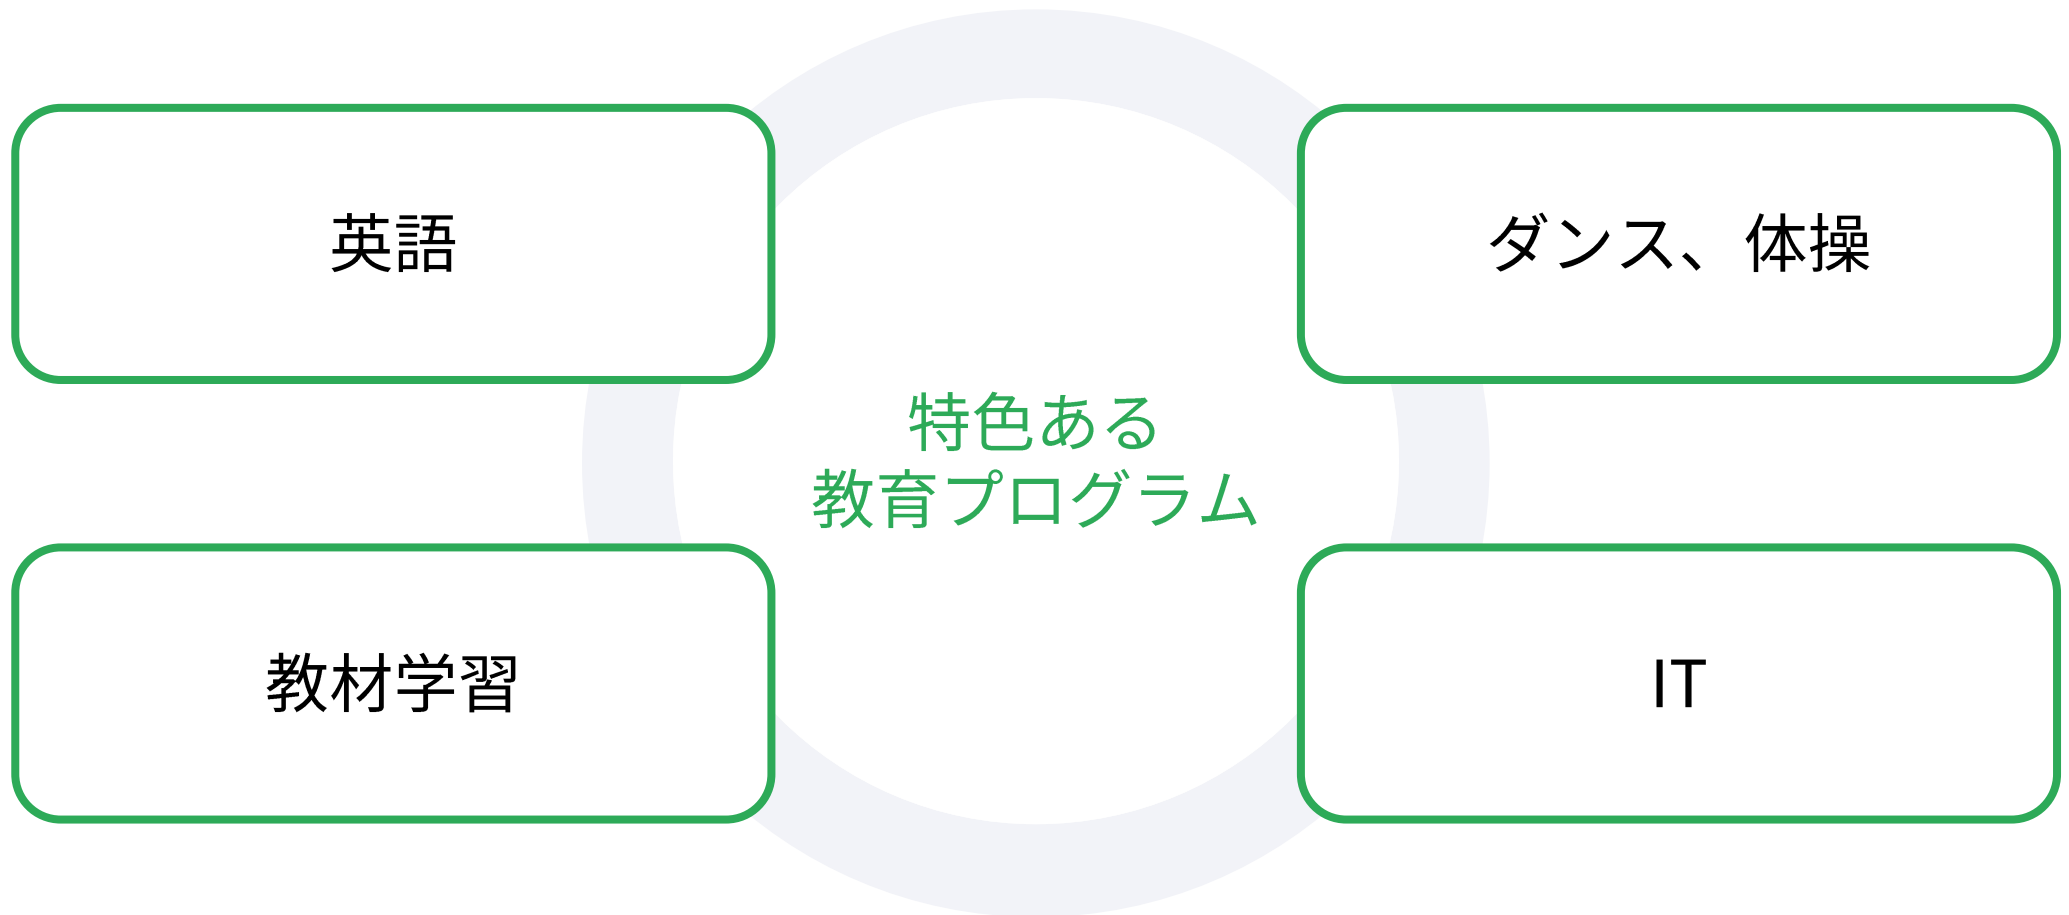 英語
ダンス、体操
特色ある
教育プログラム
教材学習
IT